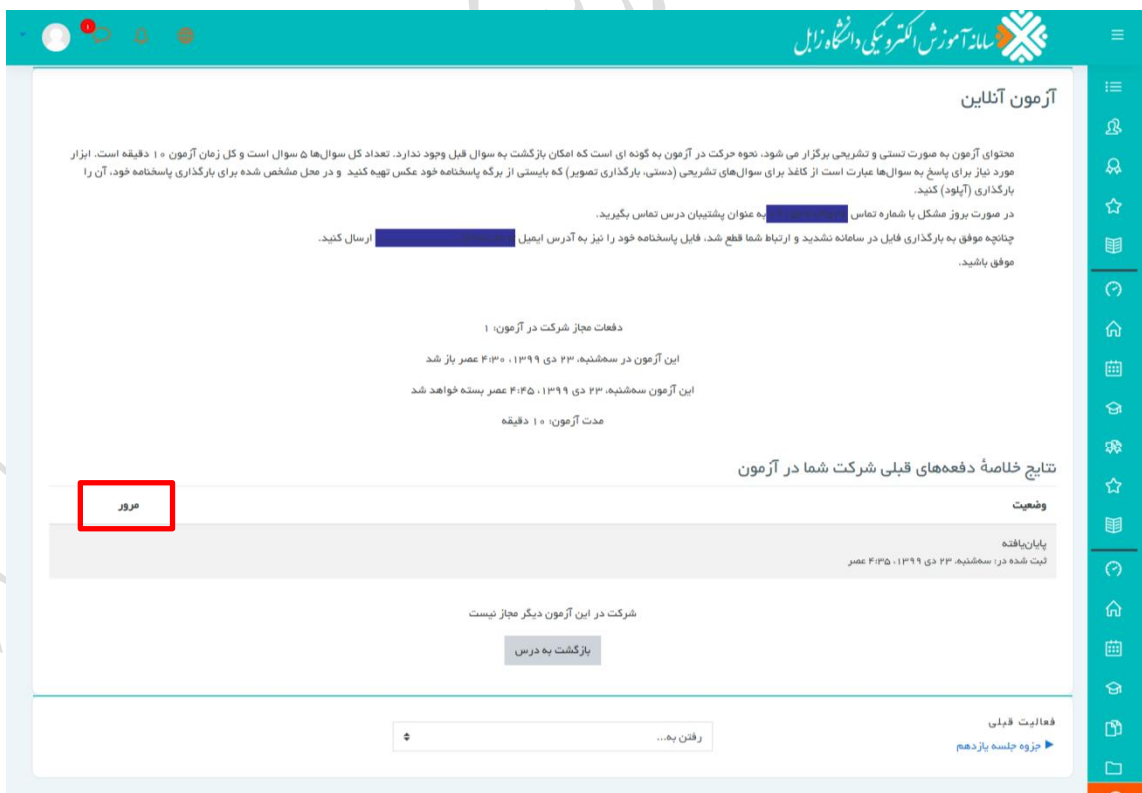 سامانه آموزش الکترونیکی دانشگاه زابل
۱
آزمون آنلاین
محتوای آزمون به صورت تستی و تشریحی برگزار می شود، نحوه حرکت در آزمون به گونه ای است که امکان بازگشت به سوال قبل وجود ندارد. تعداد کل سوال‌ها ۵ سوال است و کل زمان آزمون ۱۰ دقیقه است. ابزار
مورد نیاز برای پاسخ به سوال‌ها عبارت است از کاغذ برای سوال‌های تشریحی (دستی، بارگذاری تصویر) که بایستی از برگه پاسخنامه خود عکس تهیه کنید و در محل مشخص شده برای بارگذاری پاسخنامه خود، آن را
بارگذاری (آپلود) کنید.
در صورت بروز مشکل با شماره تماس به عنوان پشتیبان درس تماس بگیرید.
چنانچه موفق به بارگذاری فایل در سامانه نشدید و ارتباط شما قطع شد، فایل پاسخنامه خود را نیز به آدرس ایمیل ارسال کنید.
موفق باشید.
دفعات مجاز شرکت در آزمون: ۱
این آزمون در سه‌شنبه، ۲۳ دی ۱۳۹۹، ۴:۳۰ عصر باز شد
این آزمون سه‌شنبه، ۲۳ دی ۱۳۹۹، ۴:۴۵ عصر بسته خواهد شد
مدت آزمون: ۱۰ دقیقه
نتایج خلاصهٔ دفعه‌های قبلی شرکت شما در آزمون
وضعیت مرور
پایان‌یافته
ثبت شده در: سه‌شنبه، ۲۳ دی ۱۳۹۹، ۴:۳۵ عصر
شرکت در این آزمون دیگر مجاز نیست
بازگشت به درس
فعالیت قبلی
◀ جزوه جلسه یازدهم
رفتن به...